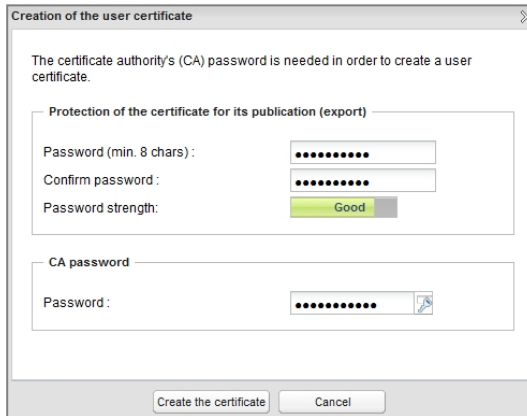 Creation of the user certificate
The certificate authority's (CA) password is needed in order to create a user
certificate.
Protection of the certificate for its publication (export)
Password (min. 8 chars) :
••••••••••
Confirm password :
••••••••••
Password strength:
Good
CA password
Password :
•••••••••••
Create the certificate
Cancel